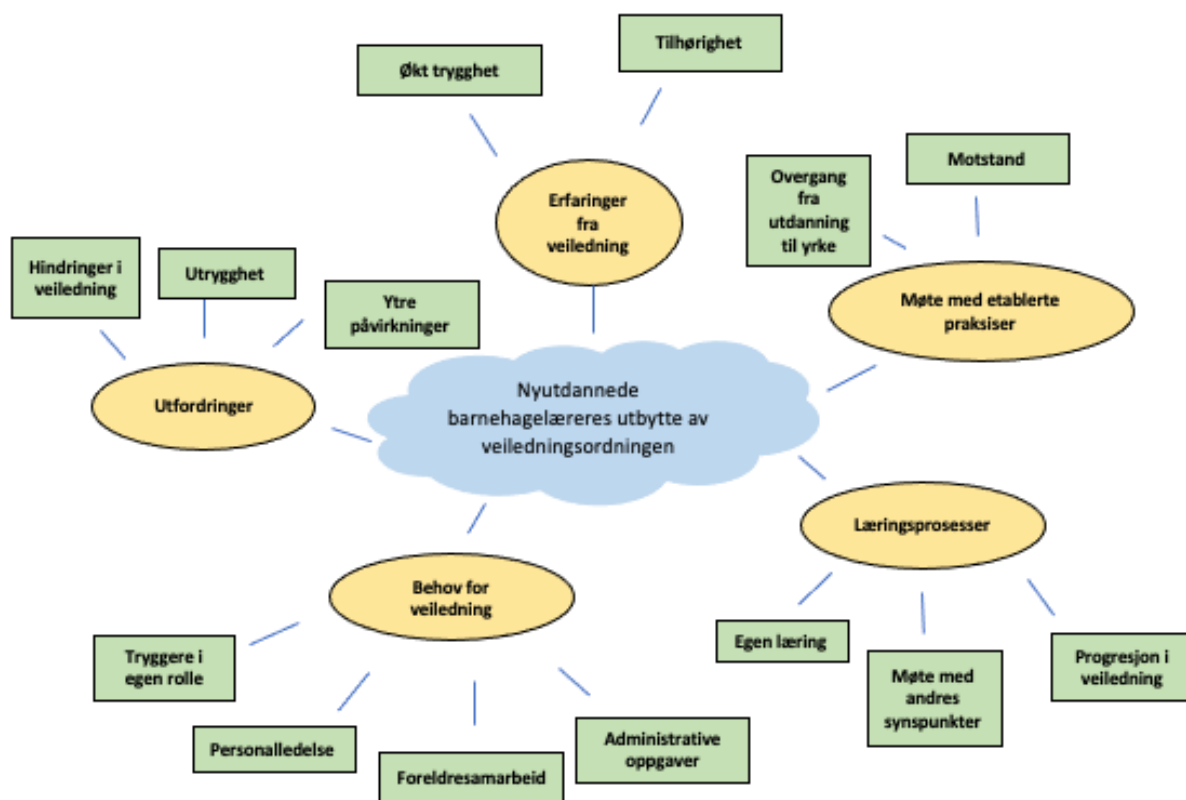 Tilhørighet
Økt trygghet
Erfaringer
fra
veiledning
Motstand
Overgang
fra
utdanning
til yrke
Møte med etablerte
praksiser
Hindringer i
veiledning
Utrygghet
Ytre
påvirkninger
Utfordringer
Nyutdannede
barnehagelæreres utbytte av
veiledningsordningen
Læringsprosesser
Egen læring
Møte med
andres
synspunkter
Progresjon i
veiledning
Behov for
veiledning
Tryggere i
egen rolle
Personalledelse
Foreldresamarbeid
Administrative
oppgaver